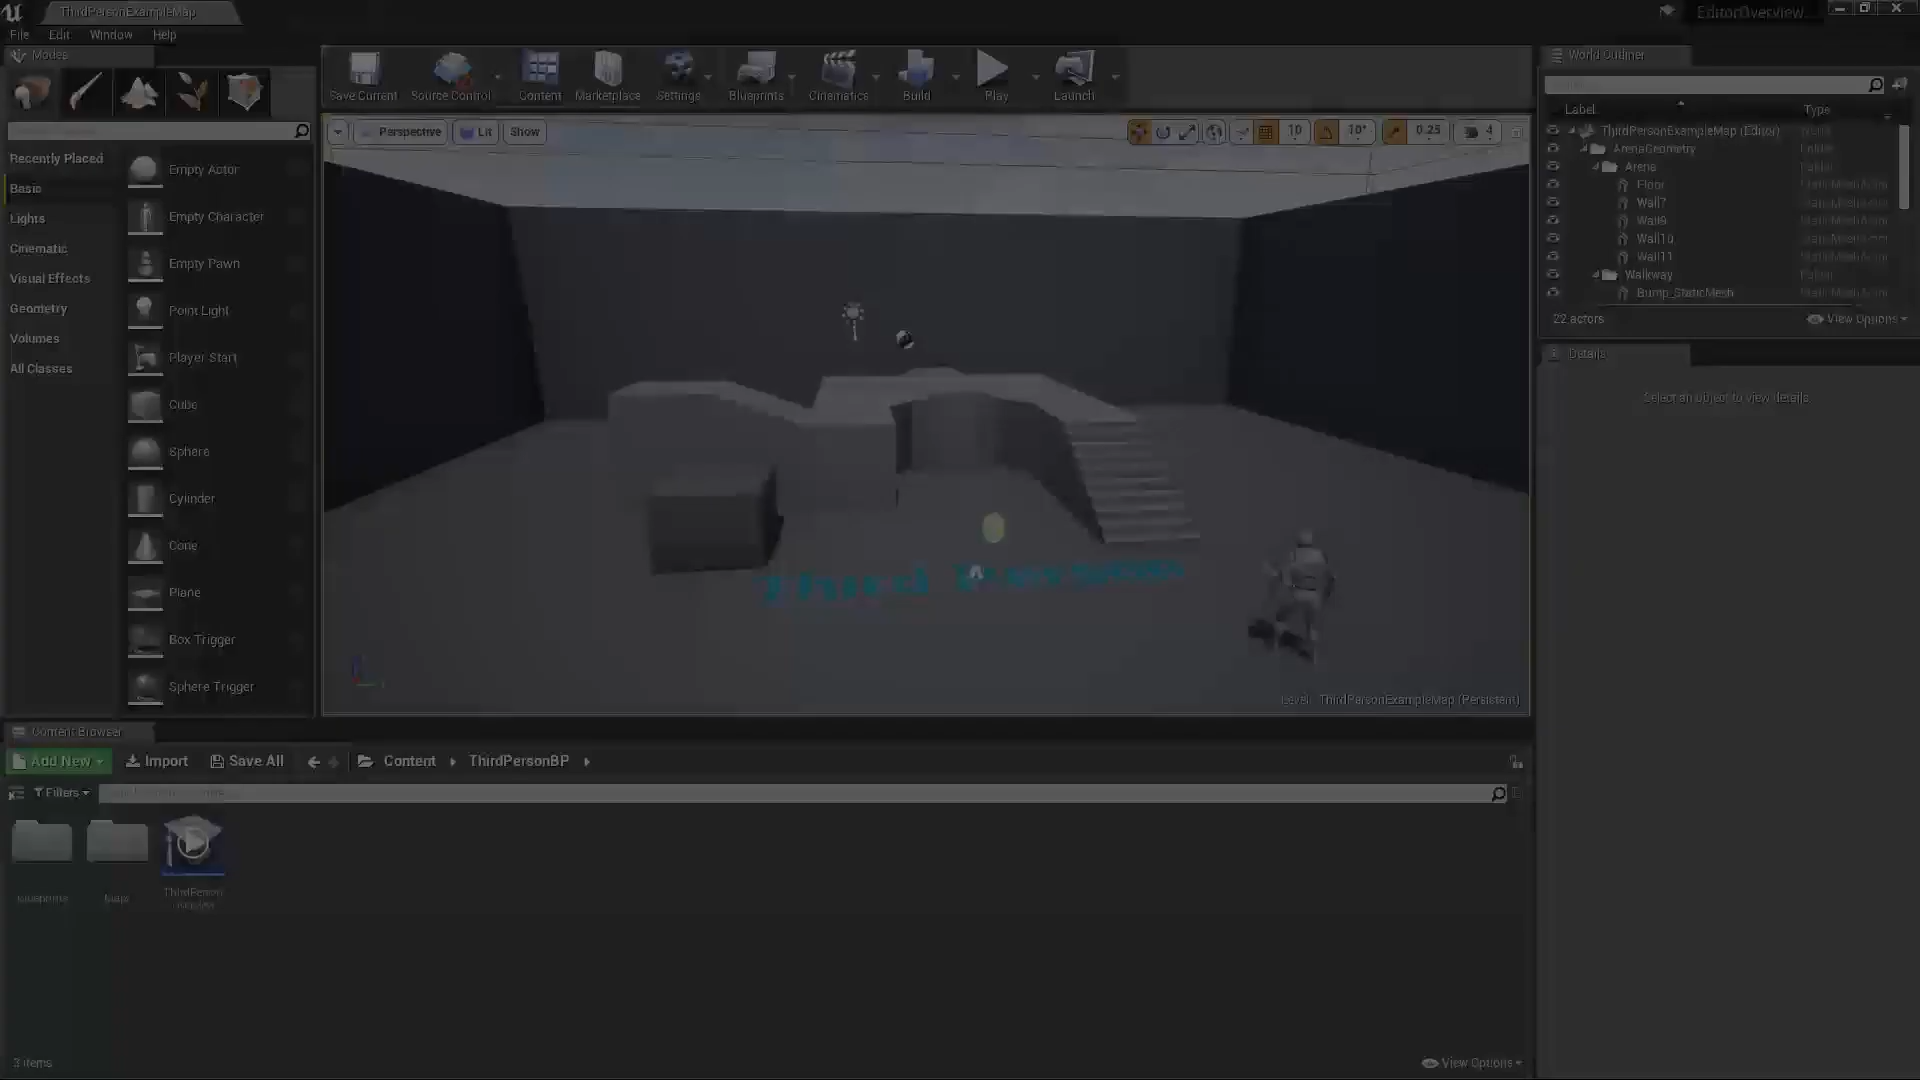 ThirdPersonExampleMap
EditorOverview
File Edit Window Help
Modes
Save Current Source Control Content Marketplace Settings Blueprints Cinematics Build Play Launch
World Outliner
Label Type
Perspective Lit Show
10 10° 0.25 4
Recently Placed
Basic
Lights
Cinematic
Visual Effects
Geometry
Volumes
All Classes
Empty Actor
Empty Character
Empty Pawn
Point Light
Player Start
Cube
Sphere
Cylinder
Cone
Plane
Box Trigger
Sphere Trigger
ThirdPersonExampleMap (Editor)
ArenaGeometry
Arena
Floor
Wall7
Wall9
Wall10
Wall11
Walkway
Bump_StaticMesh
22 actors View Options
Details
Select an object to view details
Third Person
Level: ThirdPersonExampleMap (Persistent)
Content Browser
Add New Import Save All Content ThirdPersonBP
Filters
ThirdPerson
3 items View Options